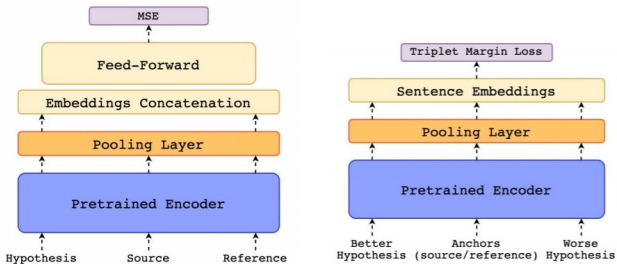 MSE
Feed-Forward
Embeddings Concatenation
Pooling Layer
Pretrained Encoder
Hypothesis Source Reference
Triplet Margin Loss
Sentence Embeddings
Pooling Layer
Pretrained Encoder
Better Anchors Worse
Hypothesis (source/reference) Hypothesis